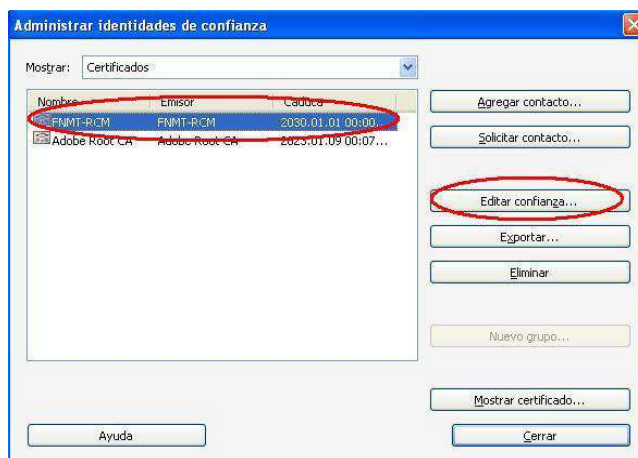 Administrar identidades de confianza
Mostrar: Certificados
Nombre Emisor Caduca
FNMT-RCM FNMT-RCM 2030.01.01 00:00...
Adobe Root CA Adobe Root CA 2023.01.09 00:07...
Agregar contacto...
Solicitar contacto...
Editar confianza...
Exportar...
Eliminar
Nuevo grupo...
Mostrar certificado...
Ayuda
Cerrar